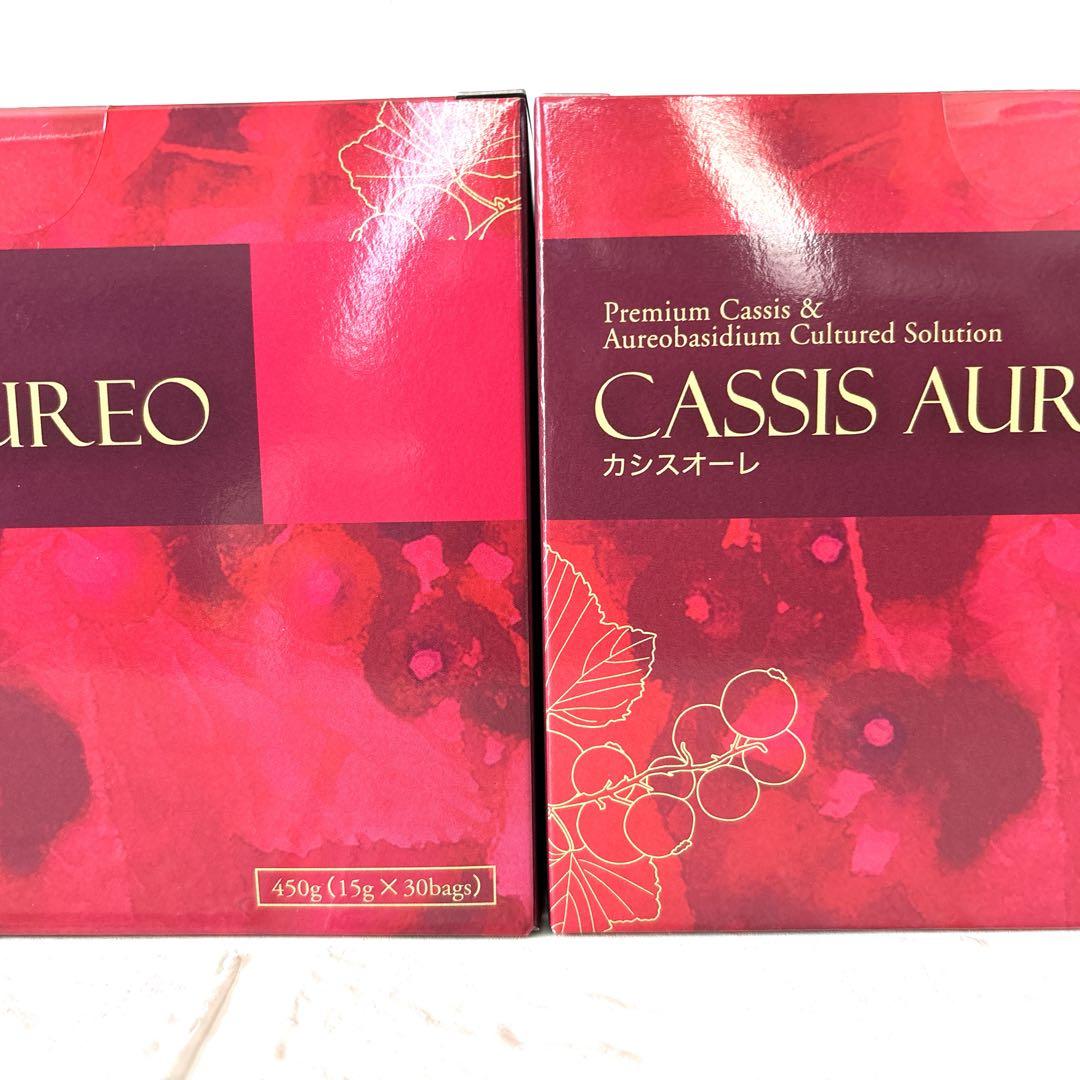 UREO
450g(15g×30bags)
Premium Cassis &
Aureobasidium Cultured Solution
CASSIS AUR
カシスオーレ